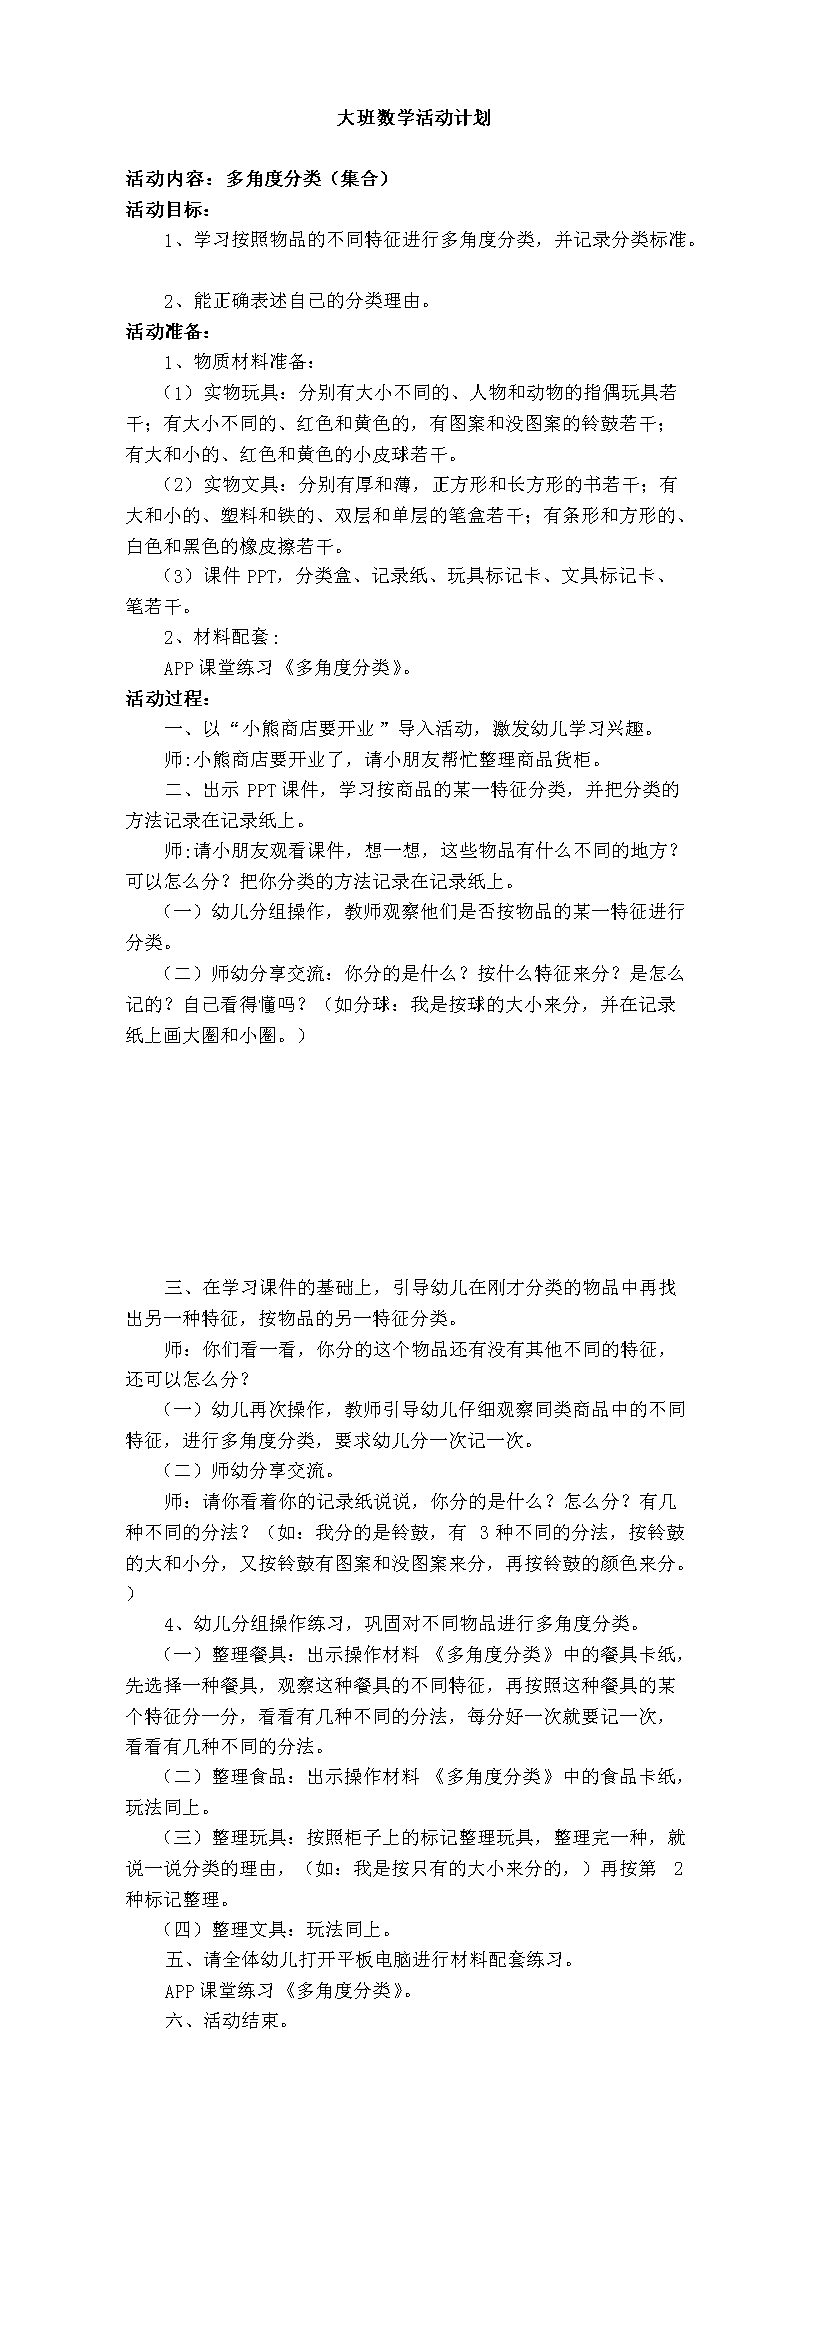 大班数学活动计划
活动内容：多角度分类（集合）
活动目标：
1、学习按照物品的不同特征进行多角度分类，并记录分类标准。
2、能正确表述自己的分类理由。
活动准备：
1、物质材料准备：
（1）实物玩具：分别有大小不同的、人物和动物的指偶玩具若
干；有大小不同的、红色和黄色的，有图案和没图案的铃鼓若干；
有大和小的、红色和黄色的小皮球若干。
（2）实物文具：分别有厚和薄，正方形和长方形的书若干；有
大和小的、塑料和铁的、双层和单层的笔盒若干；有条形和方形的、
白色和黑色的橡皮擦若干。
（3）课件 PPT，分类盒、记录纸、玩具标记卡、文具标记卡、
笔若干。
2、材料配套:
APP 课堂练习《多角度分类》。
活动过程：
一、以“小熊商店要开业”导入活动，激发幼儿学习兴趣。
师:小熊商店要开业了，请小朋友帮忙整理商品货柜。
二、出示 PPT 课件，学习按商品的某一特征分类，并把分类的
方法记录在记录纸上。
师:请小朋友观看课件，想一想，这些物品有什么不同的地方？
可以怎么分？把你分类的方法记录在记录纸上。
（一）幼儿分组操作，教师观察他们是否按物品的某一特征进行
分类。
（二）师幼分享交流：你分的是什么？按什么特征来分？是怎么
记的？自己看得懂吗？（如分球：我是按球的大小来分，并在记录
纸上画大圈和小圈。）
三、在学习课件的基础上，引导幼儿在刚才分类的物品中再找
出另一种特征，按物品的另一特征分类。
师：你们看一看，你分的这个物品还有没有其他不同的特征，
还可以怎么分？
（一）幼儿再次操作，教师引导幼儿仔细观察同类商品中的不同
特征，进行多角度分类，要求幼儿分一次记一次。
（二）师幼分享交流。
师：请你看着你的记录纸说说，你分的是什么？怎么分？有几
种不同的分法？（如：我分的是铃鼓，有 3 种不同的分法，按铃鼓
的大和小分，又按铃鼓有图案和没图案来分，再按铃鼓的颜色来分。
）
4、幼儿分组操作练习，巩固对不同物品进行多角度分类。
（一）整理餐具：出示操作材料《多角度分类》中的餐具卡纸，
先选择一种餐具，观察这种餐具的不同特征，再按照这种餐具的某
个特征分一分，看看有几种不同的分法，每分好一次就要记一次，
看看有几种不同的分法。
（二）整理食品：出示操作材料《多角度分类》中的食品卡纸，
玩法同上。
（三）整理玩具：按照柜子上的标记整理玩具，整理完一种，就
说一说分类的理由，（如：我是按只有的大小来分的，）再按第 2
种标记整理。
（四）整理文具：玩法同上。
五、请全体幼儿打开平板电脑进行材料配套练习。
APP 课堂练习《多角度分类》。
六、活动结束。